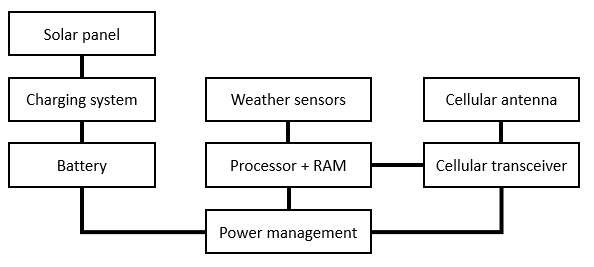 Solar panel
Charging system
Weather sensors
Cellular antenna
Battery
Processor + RAM
Cellular transceiver
Power management